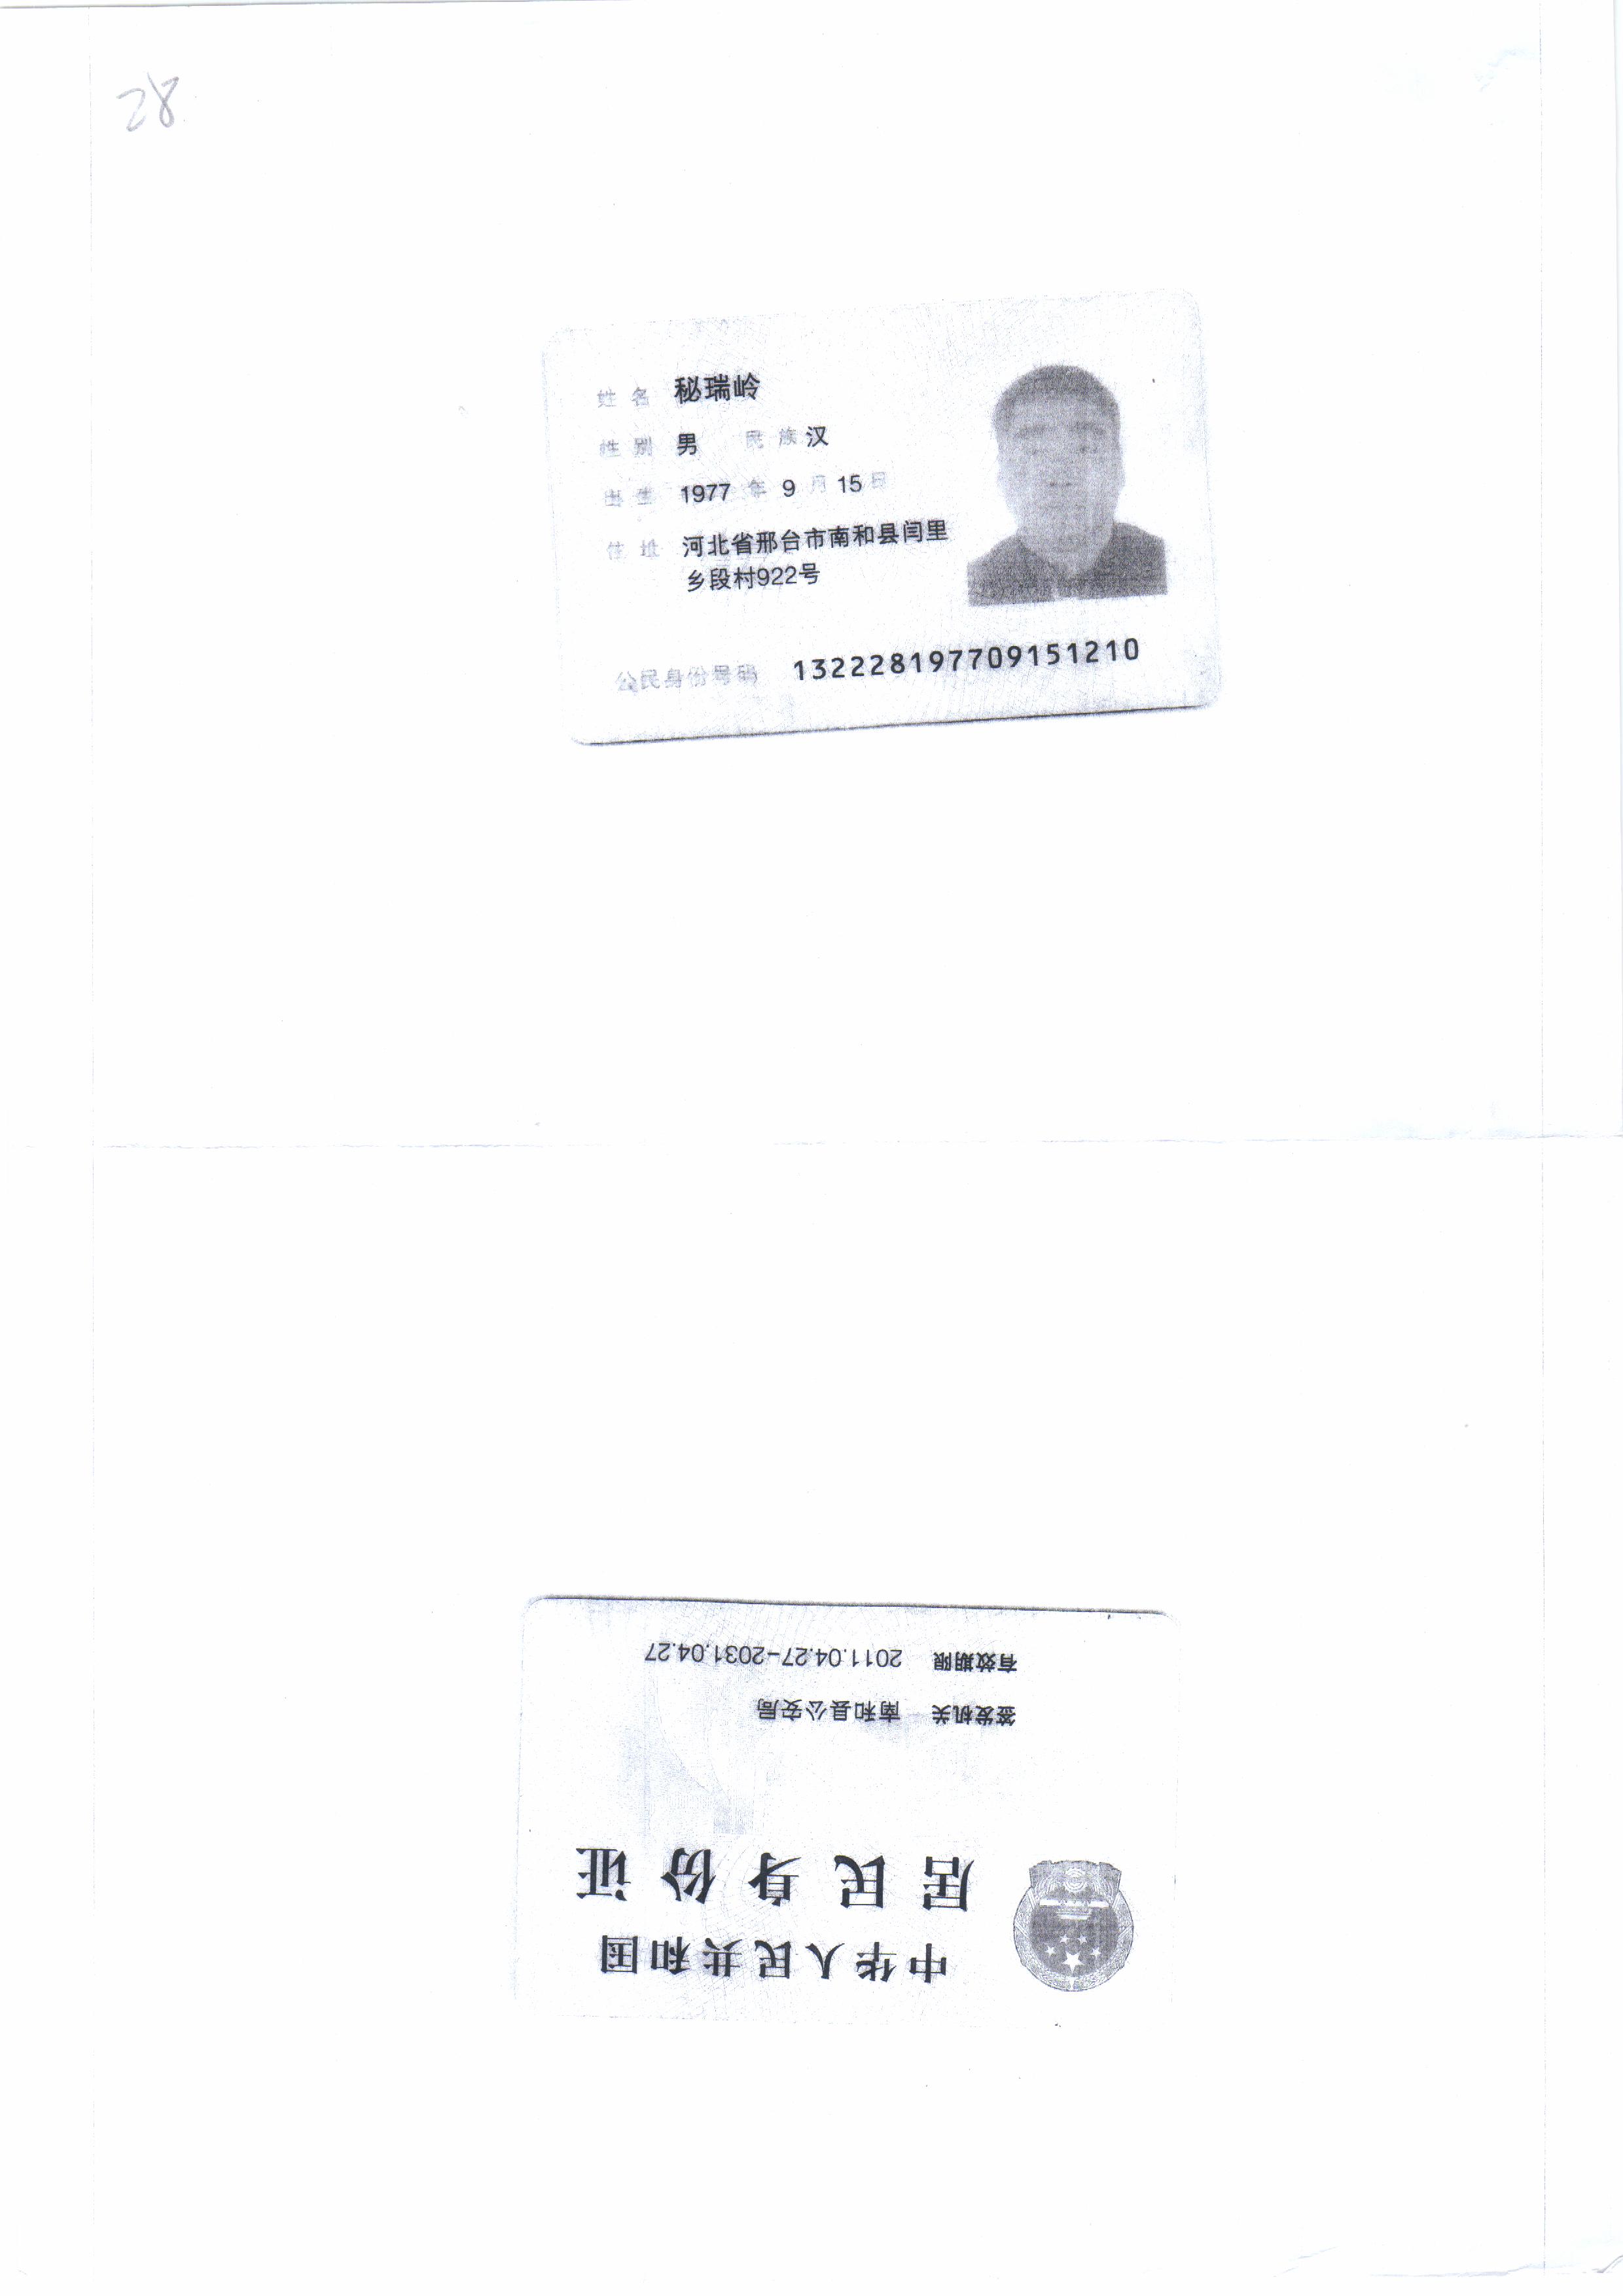 28
姓名 秘瑞岭
性别 男 民族 汉
出生 1977 年 9 月 15 日
住址 河北省邢台市南和县闫里
乡段村922号
公民身份号码 132228197709151210
中华人民共和国
居民身份证
签发机关 南和县公安局
有效期限 2011.04.27-2031.04.27